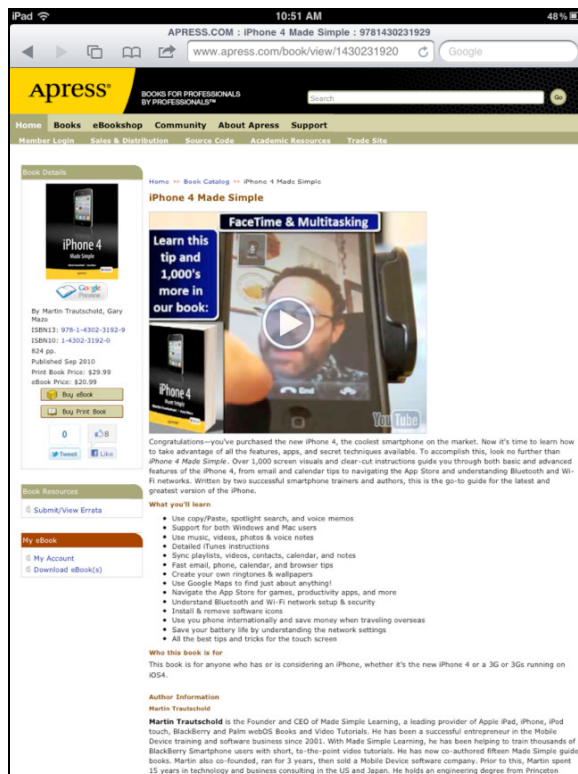 iPad 10:51 AM 48%
APRESS.COM : iPhone 4 Made Simple : 9781430231929
www.apress.com/book/view/1430231920 Google
Apress®
BOOKS FOR PROFESSIONALS
BY PROFESSIONALS™
Search Go
Home Books eBookshop Community About Apress Support
Member Login Sales & Distribution Source Code Academic Resources Trade Site
Book Details
iPhone 4
Made Simple
Google
Preview
By Martin Trautschold, Gary
Mazo
ISBN13: 978-1-4302-3192-9
ISBN10: 1-4302-3192-0
824 pp.
Published Sep 2010
Print Book Price: $29.99
eBook Price: $20.99
Buy eBook
Buy Print Book
0 8
Tweet Like
Book Resources
Submit/View Errata
My eBook
My Account
Download eBook(s)
Home >> Book Catalog >> iPhone 4 Made Simple
iPhone 4 Made Simple
FaceTime & Multitasking
Learn this
tip and
1,000's
more in
our book:
iPhone 4
Made Simple
End
YouTube
Congratulations—you've purchased the new iPhone 4, the coolest smartphone on the market. Now it's time to learn how
to take advantage of all the features, apps, and secret techniques available. To accomplish this, look no further than
iPhone 4 Made Simple. Over 1,000 screen visuals and clear-cut instructions guide you through both basic and advanced
features of the iPhone 4, from email and calendar tips to navigating the App Store and understanding Bluetooth and Wi-
Fi networks. Written by two successful smartphone trainers and authors, this is the go-to guide for the latest and
greatest version of the iPhone.
What you'll learn
• Use copy/Paste, spotlight search, and voice memos
• Support for both Windows and Mac users
• Use music, videos, photos & voice notes
• Detailed iTunes instructions
• Sync playlists, videos, contacts, calendar, and notes
• Fast email, phone, calendar, and browser tips
• Create your own ringtones & wallpapers
• Use Google Maps to find just about anything!
• Navigate the App Store for games, productivity apps, and more
• Understand Bluetooth and Wi-Fi network setup & security
• Install & remove software icons
• Use you phone internationally and save money when traveling overseas
• Save your battery life by understanding the network settings
• All the best tips and tricks for the touch screen
Who this book is for
This book is for anyone who has or is considering an iPhone, whether it's the new iPhone 4 or a 3G or 3Gs running on
iOS4.
Author Information
Martin Trautschold
Martin Trautschold is the Founder and CEO of Made Simple Learning, a leading provider of Apple iPad, iPhone, iPod
touch, BlackBerry and Palm webOS Books and Video Tutorials. He has been a successful entrepreneur in the Mobile
Device training and software business since 2001. With Made Simple Learning, he has been helping to train thousands of
BlackBerry Smartphone users with short, to-the-point video tutorials. He has now co-authored fifteen Made Simple guide
books. Martin also co-founded, ran for 3 years, then sold a Mobile Device software company. Prior to this, Martin spent
15 years in technology and business consulting in the US and Japan. He holds an engineering degree from Princeton